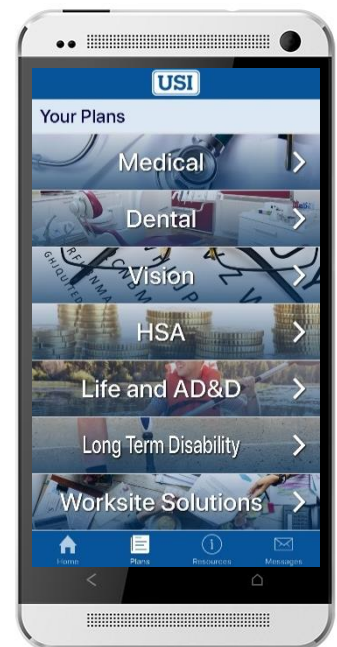 USI
Your Plans
Medical
Dental
Vision
HSA
Life and AD&D
Long Term Disability
Worksite Solutions
Home Plans Resources Messages